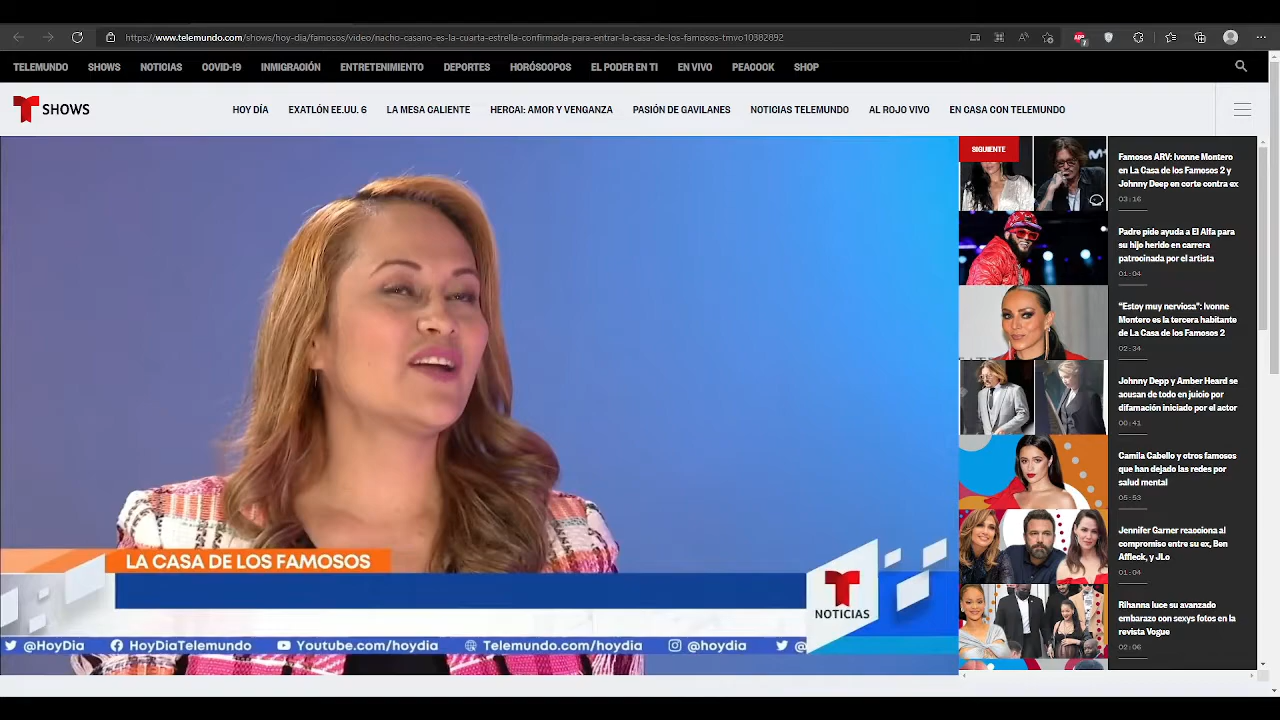 https://www.telemundo.com/shows/hoy-dia/famosos/video/nacho-casano-es-la-cuarta-estrella-confirmada-para-entrar-la-casa-de-los-famosos-tmvo10382892
TELEMUNDO SHOWS NOTICIAS COVID-19 INMIGRACIÓN ENTRETENIMIENTO DEPORTES HORÓSCOPOS EL PODER EN TI EN VIVO PEACOCK SHOP
SHOWS
HOY DÍA EXATLÓN EE.UU. 6 LA MESA CALIENTE HERCAI: AMOR Y VENGANZA PASIÓN DE GAVILANES NOTICIAS TELEMUNDO AL ROJO VIVO EN CASA CON TELEMUNDO
LA CASA DE LOS FAMOSOS
NOTICIAS
@HoyDia HoyDiaTelemundo Youtube.com/hoydia Telemundo.com/hoydia @hoydia @
SIGUIENTE
Famosos ARV: Ivonne Montero
en La Casa de los Famosos 2 y
Johnny Deep en corte contra ex
03:16
Padre pide ayuda a El Alfa para
su hijo herido en carrera
patrocinada por el artista
01:04
“Estoy muy nerviosa”: Ivonne
Montero es la tercera habitante
de La Casa de los Famosos 2
02:34
Johnny Depp y Amber Heard se
acusan de todo en juicio por
difamación iniciado por el actor
00:41
Camila Cabello y otros famosos
que han dejado las redes por
salud mental
05:53
Jennifer Garner reacciona al
compromiso entre su ex, Ben
Affleck, y JLo
01:04
Rihanna luce su avanzado
embarazo con sexys fotos en la
revista Vogue
02:06